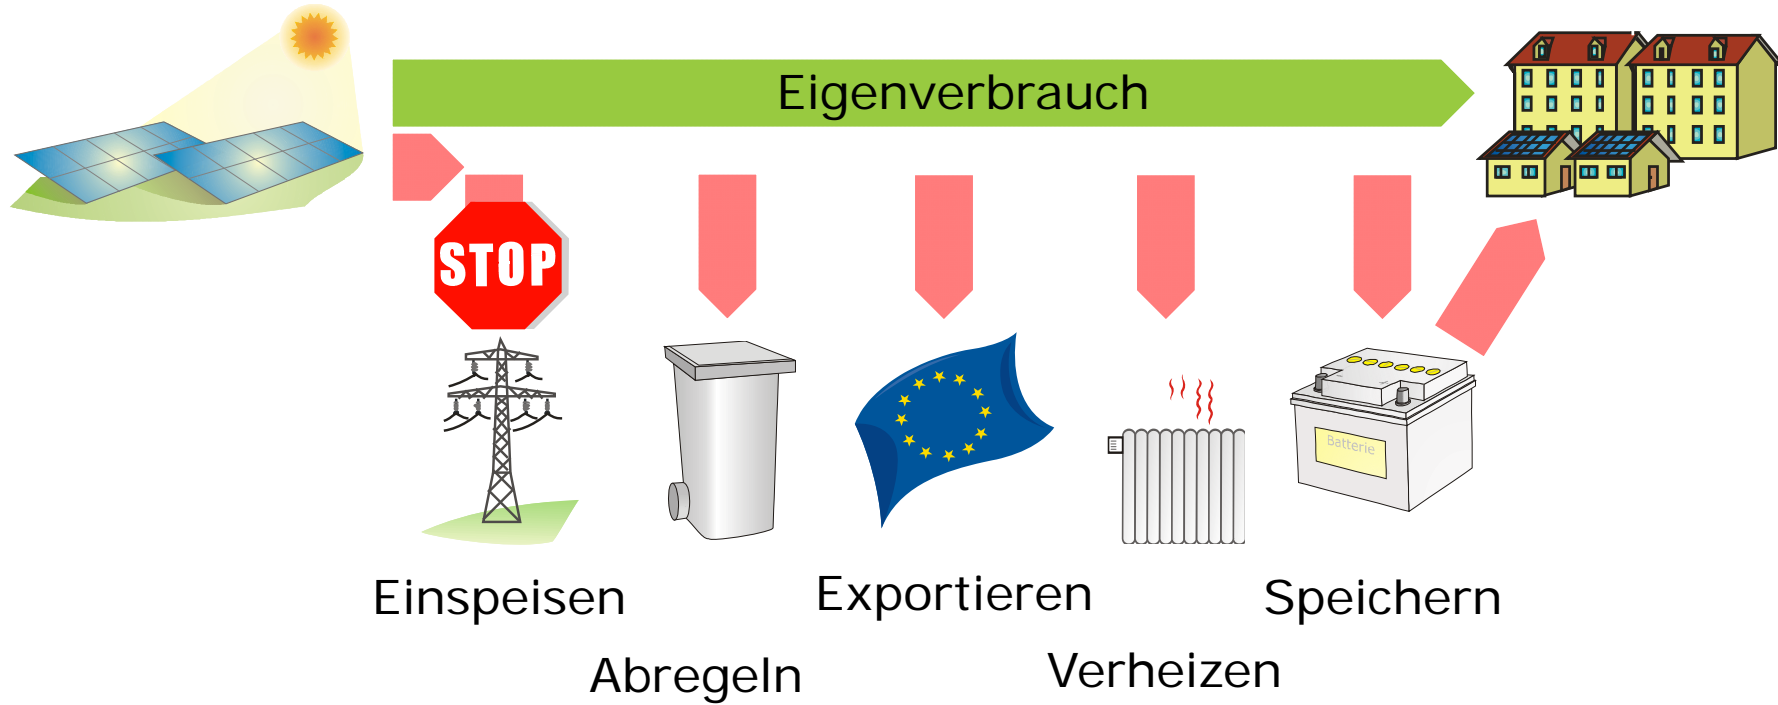 Eigenverbrauch
STOP
Batterie
Einspeisen
Abregeln
Exportieren
Verheizen
Speichern